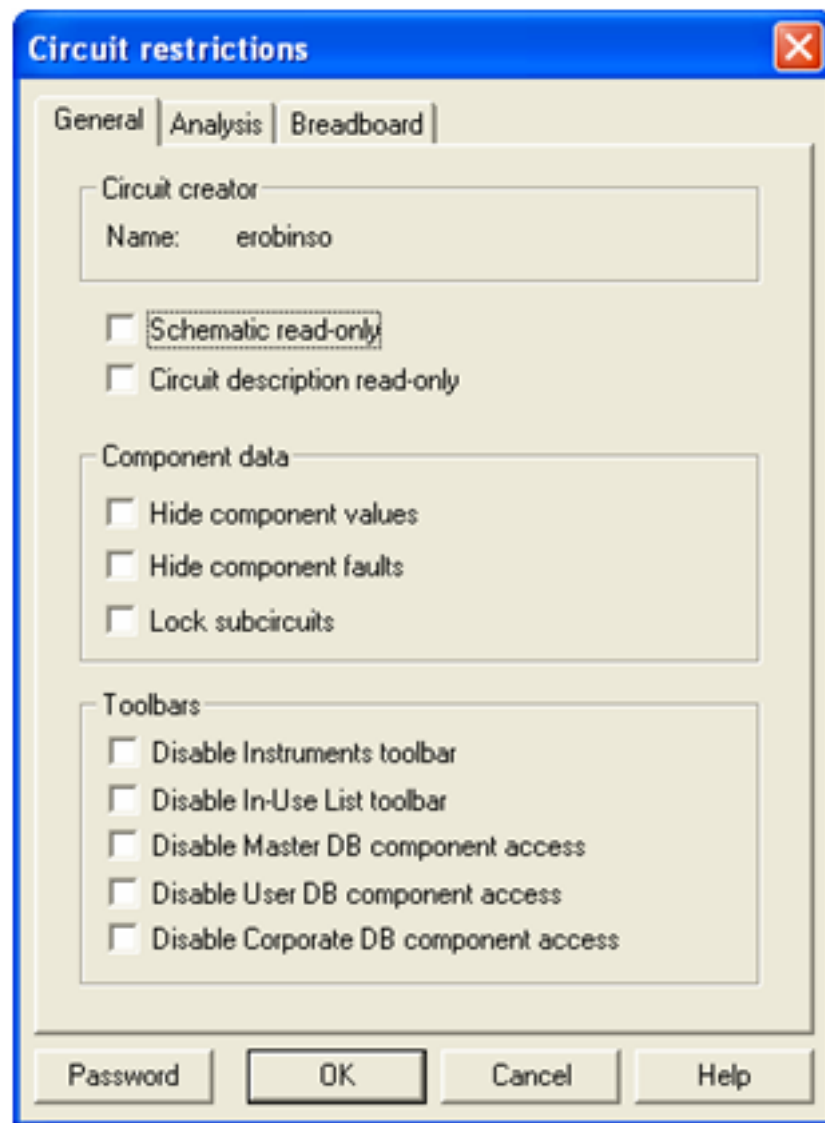 Circuit restrictions
General Analysis Breadboard
Circuit creator
Name: erobinso
Schematic read-only
Circuit description read-only
Component data
Hide component values
Hide component faults
Lock subcircuits
Toolbars
Disable Instruments toolbar
Disable In-Use List toolbar
Disable Master DB component access
Disable User DB component access
Disable Corporate DB component access
Password OK Cancel Help